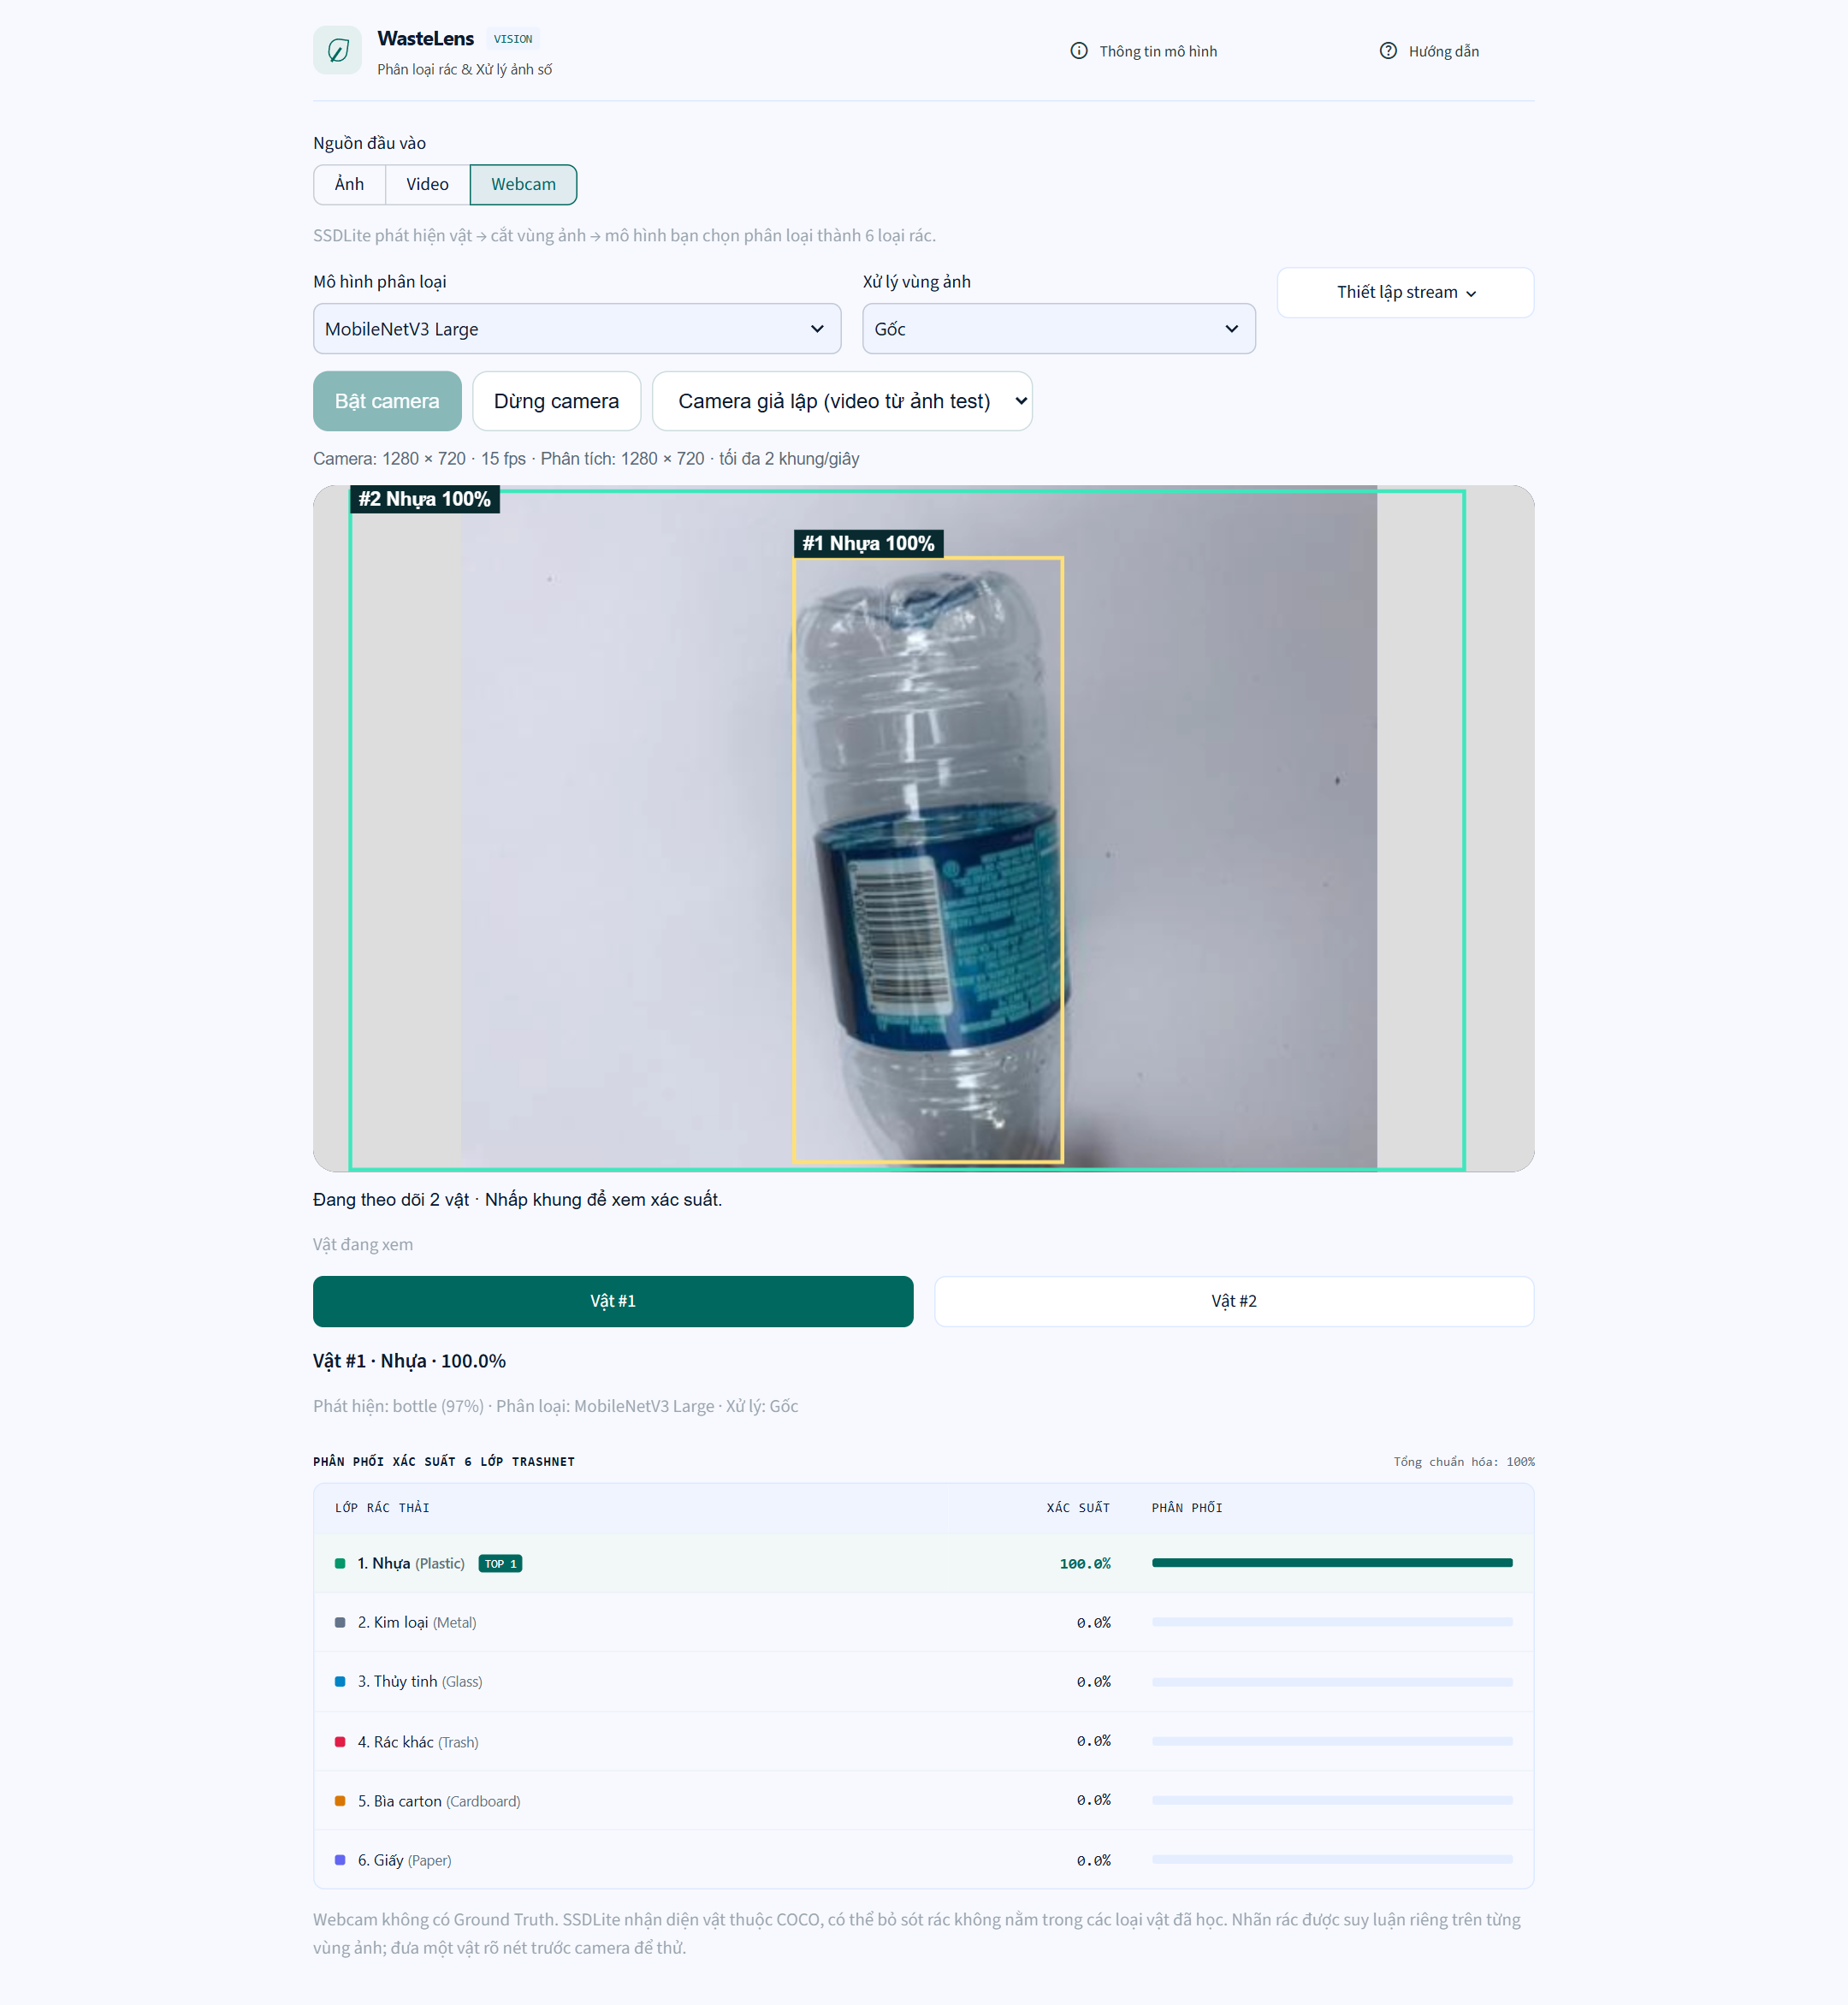 WasteLens VISION
Phân loại rác & Xử lý ảnh số
Thông tin mô hình
Hướng dẫn
Nguồn đầu vào
Ảnh
Video
Webcam
SSDLite phát hiện vật → cắt vùng ảnh → mô hình bạn chọn phân loại thành 6 loại rác.
Mô hình phân loại
Xử lý vùng ảnh
Thiết lập stream
MobileNetV3 Large
Gốc
Bật camera
Dừng camera
Camera giả lập (video từ ảnh test)
Camera: 1280 × 720 · 15 fps · Phân tích: 1280 × 720 · tối đa 2 khung/giây
#2 Nhựa 100%
#1 Nhựa 100%
Đang theo dõi 2 vật · Nhấp khung để xem xác suất.
Vật đang xem
Vật #1
Vật #2
Vật #1 · Nhựa · 100.0%
Phát hiện: bottle (97%) · Phân loại: MobileNetV3 Large · Xử lý: Gốc
PHÂN PHỐI XÁC SUẤT 6 LỚP TRASHNET
Tổng chuẩn hóa: 100%
LỚP RÁC THẢI XÁC SUẤT PHÂN PHỐI
1. Nhựa (Plastic) TOP 1 100.0%
2. Kim loại (Metal) 0.0%
3. Thủy tinh (Glass) 0.0%
4. Rác khác (Trash) 0.0%
5. Bìa carton (Cardboard) 0.0%
6. Giấy (Paper) 0.0%
Webcam không có Ground Truth. SSDLite nhận diện vật thuộc COCO, có thể bỏ sót rác không nằm trong các loại vật đã học. Nhãn rác được suy luận riêng trên từng
vùng ảnh; đưa một vật rõ nét trước camera để thử.